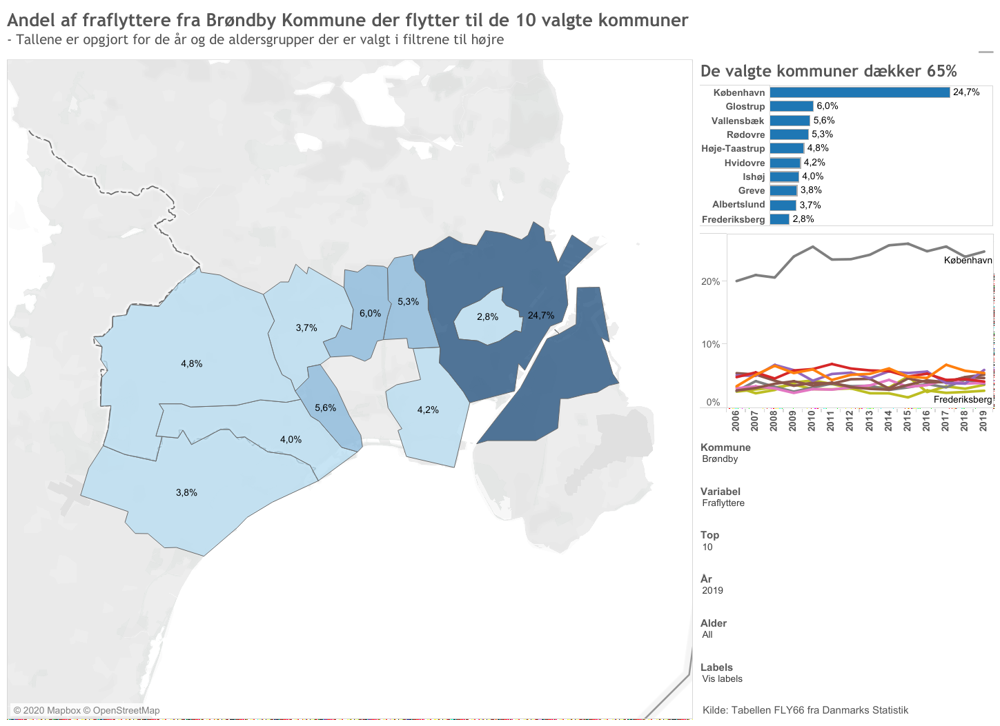 Andel af fraflyttere fra Brøndby Kommune der flytter til de 10 valgte kommuner
- Tallene er opgjort for de år og de aldersgrupper der er valgt i filtrene til højre
De valgte kommuner dækker 65%
København 24,7%
Glostrup 6,0%
Vallensbæk 5,6%
Rødovre 5,3%
Høje-Taastrup 4,8%
Hvidovre 4,2%
Ishøj 4,0%
Greve 3,8%
Albertslund 3,7%
Frederiksberg 2,8%
5,3%
6,0%
24,7%
2,8%
3,7%
4,8%
5,6%
4,2%
4,0%
3,8%
København
20%
10%
0%
Frederiksberg
2006 2007 2008 2009 2010 2011 2012 2013 2014 2015 2016 2017 2018 2019
Kommune
Brøndby
Variabel
Fraflyttere
Top
10
År
2019
Alder
All
Labels
Vis labels
Kilde: Tabellen FLY66 fra Danmarks Statistik
© 2020 Mapbox © OpenStreetMap